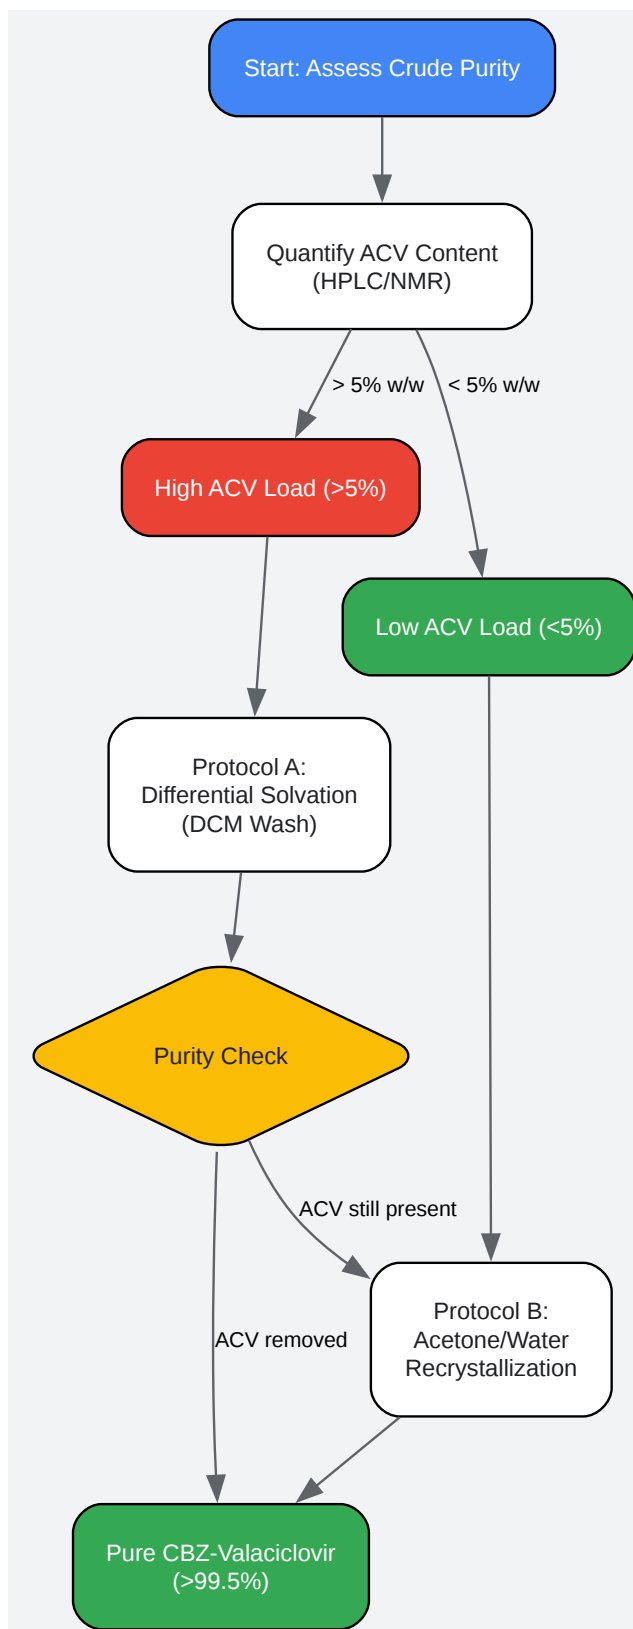 Start: Assess Crude Purity
Quantify ACV Content
(HPLC/NMR)
> 5% w/w
< 5% w/w
High ACV Load (>5%)
Low ACV Load (<5%)
Protocol A:
Differential Solvation
(DCM Wash)
Purity Check
ACV still present
Protocol B:
Acetone/Water
Recrystallization
ACV removed
Pure CBZ-Valaciclovir
(>99.5%)